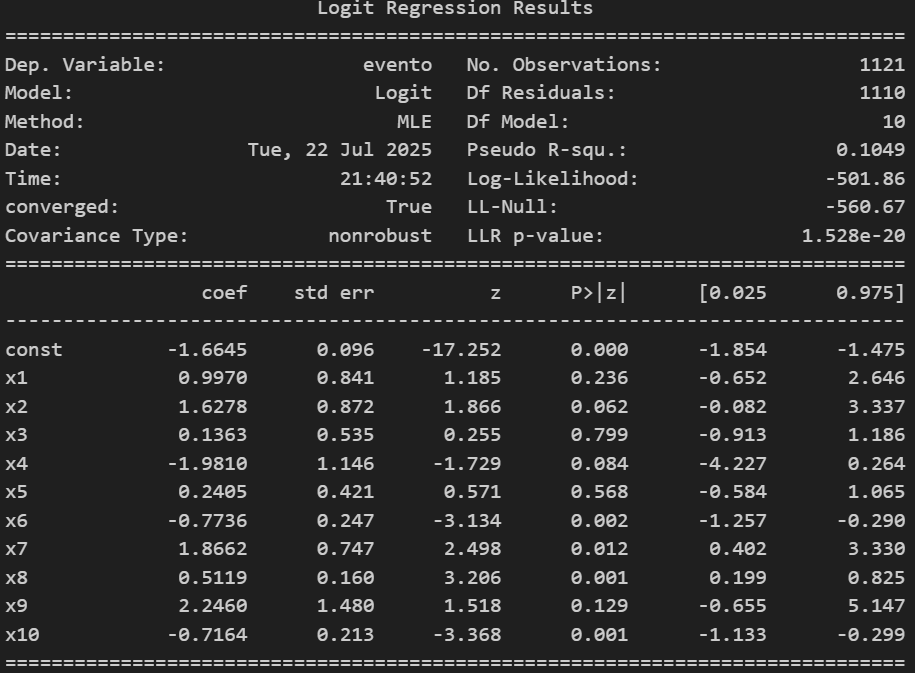 Logit Regression Results
==============================================================================
Dep. Variable:                 evento   No. Observations:                 1121
Model:                          Logit   Df Residuals:                     1110
Method:                           MLE   Df Model:                           10
Date:                Tue, 22 Jul 2025   Pseudo R-squ.:                  0.1049
Time:                        21:40:52   Log-Likelihood:                -501.86
converged:                       True   LL-Null:                       -560.67
Covariance Type:            nonrobust   LLR p-value:                 1.528e-20
==============================================================================
                 coef    std err          z      P>|z|      [0.025      0.975]
------------------------------------------------------------------------------
const         -1.6645      0.096    -17.252      0.000      -1.854      -1.475
x1             0.9970      0.841      1.185      0.236      -0.652       2.646
x2             1.6278      0.872      1.866      0.062      -0.082       3.337
x3             0.1363      0.535      0.255      0.799      -0.913       1.186
x4            -1.9810      1.146     -1.729      0.084      -4.227       0.264
x5             0.2405      0.421      0.571      0.568      -0.584       1.065
x6            -0.7736      0.247     -3.134      0.002      -1.257      -0.290
x7             1.8662      0.747      2.498      0.012       0.402       3.330
x8             0.5119      0.160      3.206      0.001       0.199       0.825
x9             2.2460      1.480      1.518      0.129      -0.655       5.147
x10           -0.7164      0.213     -3.368      0.001      -1.133      -0.299
==============================================================================